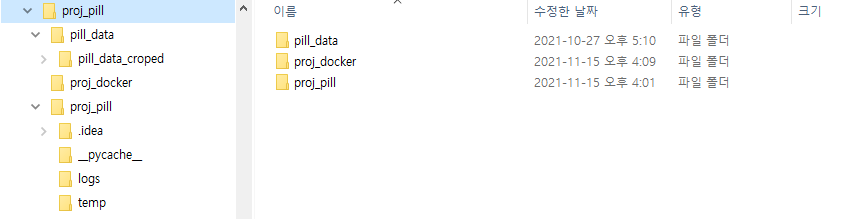 proj_pill
pill_data
pill_data_croped
proj_docker
proj_pill
.idea
__pycache__
logs
temp
이름 수정한 날짜 유형 크기
pill_data 2021-10-27 오후 5:10 파일 폴더
proj_docker 2021-11-15 오후 4:09 파일 폴더
proj_pill 2021-11-15 오후 4:01 파일 폴더